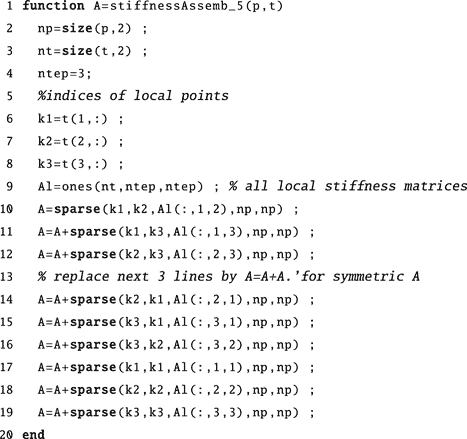 1 function A=stiffnessAssemb_5(p,t)
2 np=size(p,2) ;
3 nt=size(t,2) ;
4 ntep=3;
5 %indices of local points
6 k1=t(1,:) ;
7 k2=t(2,:) ;
8 k3=t(3,:) ;
9 Al=ones(nt,ntep,ntep) ; % all local stiffness matrices
10 A=sparse(k1,k2,Al(:,1,2),np,np) ;
11 A=A+sparse(k1,k3,Al(:,1,3),np,np) ;
12 A=A+sparse(k2,k3,Al(:,2,3),np,np) ;
13 % replace next 3 lines by A=A+A.'for symmetric A
14 A=A+sparse(k2,k1,Al(:,2,1),np,np) ;
15 A=A+sparse(k3,k1,Al(:,3,1),np,np) ;
16 A=A+sparse(k3,k2,Al(:,3,2),np,np) ;
17 A=A+sparse(k1,k1,Al(:,1,1),np,np) ;
18 A=A+sparse(k2,k2,Al(:,2,2),np,np) ;
19 A=A+sparse(k3,k3,Al(:,3,3),np,np) ;
20 end